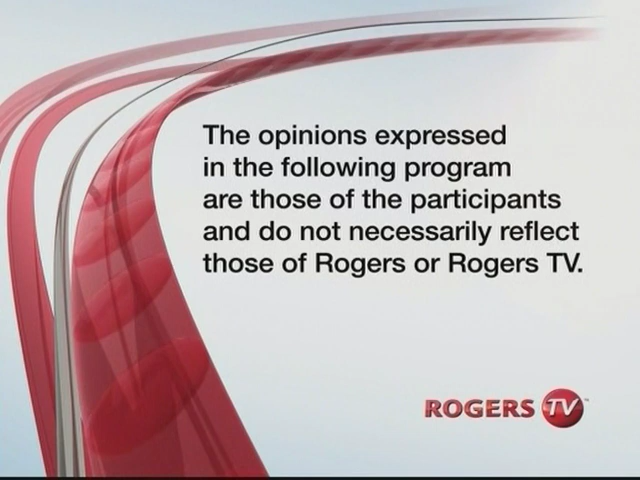 The opinions expressed
in the following program
are those of the participants
and do not necessarily reflect
those of Rogers or Rogers TV.
ROGERS TV